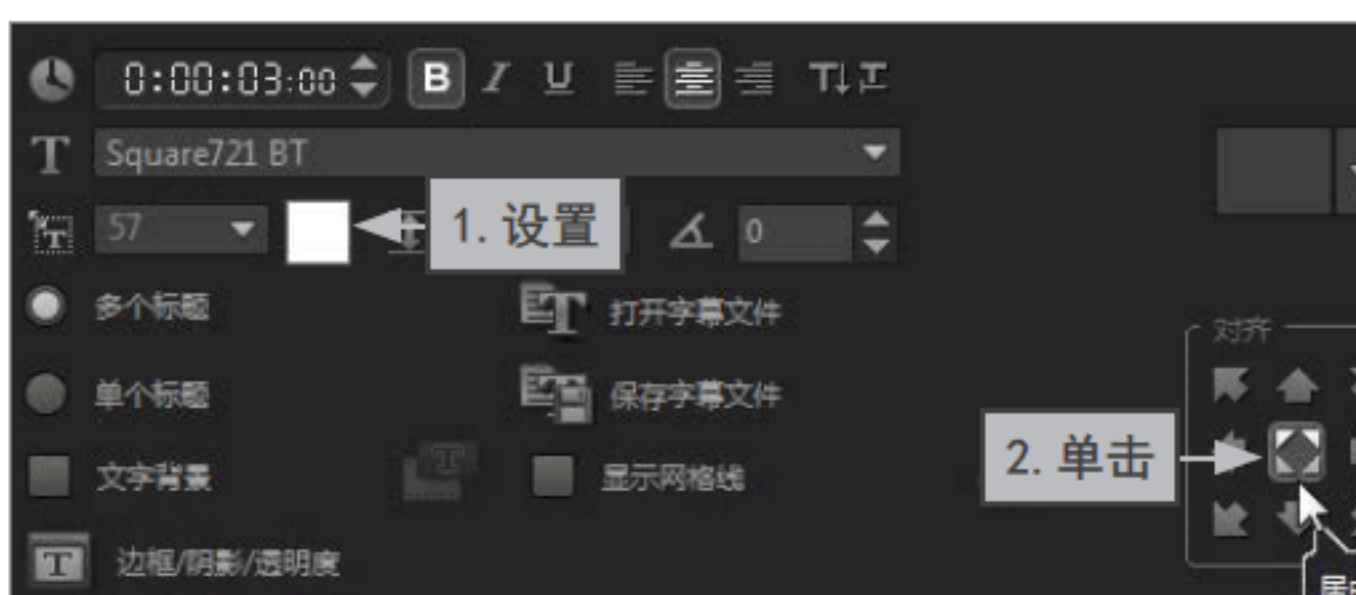 0:00:03:00 B I U T T
T Square721 BT
T 57 1. 设置 0
多个标题 T 打开字幕文件
对齐
单个标题 保存字幕文件
2. 单击
文字背景 T 显示网格线
T 边框/阴影/透明度
居中